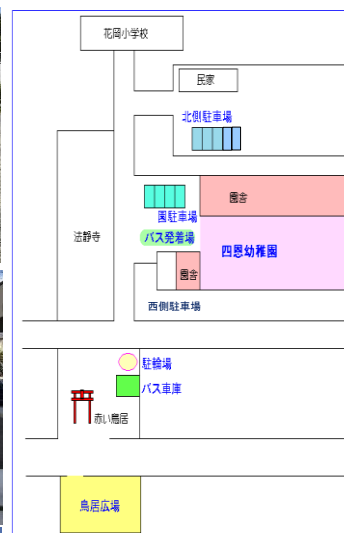 花岡小学校
民家
北側駐車場
園舎
園駐車場
バス発着場
法靜寺
四恩幼稚園
園舎
西側駐車場
駐輪場
バス車庫
赤い鳥居
鳥居広場